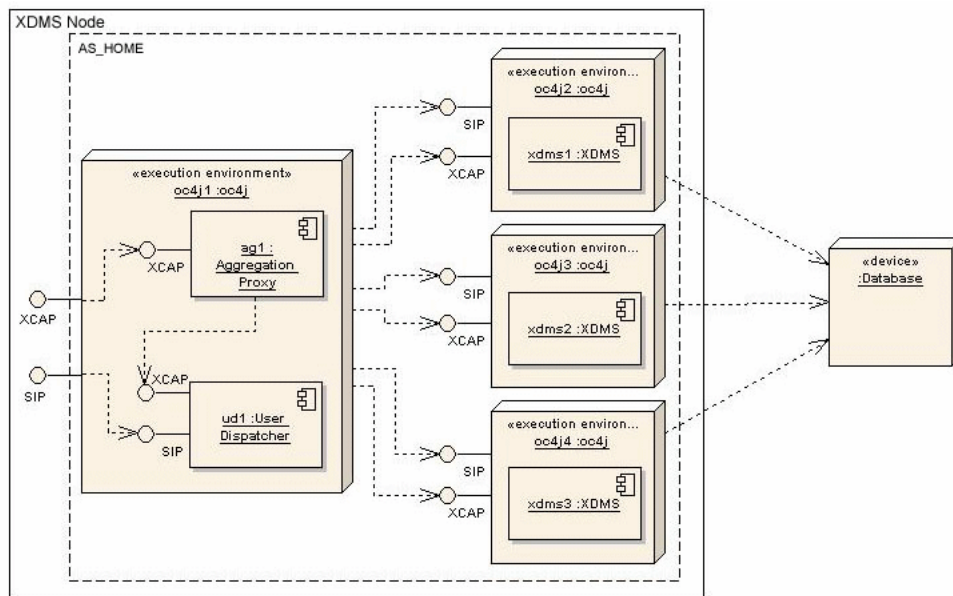 XDMS Node
AS_HOME
«execution environment»
oc4j1 :oc4j
ag1 :
Aggregation
Proxy
XCAP
XCAP
SIP
XCAP
SIP
ud1 :User
Dispatcher
«execution environ...
oc4j2 :oc4j
xdms1 :XDMS
SIP
XCAP
«execution environ...
oc4j3 :oc4j
xdms2 :XDMS
SIP
XCAP
«execution environ...
oc4j4 :oc4j
xdms3 :XDMS
SIP
XCAP
«device»
:Database